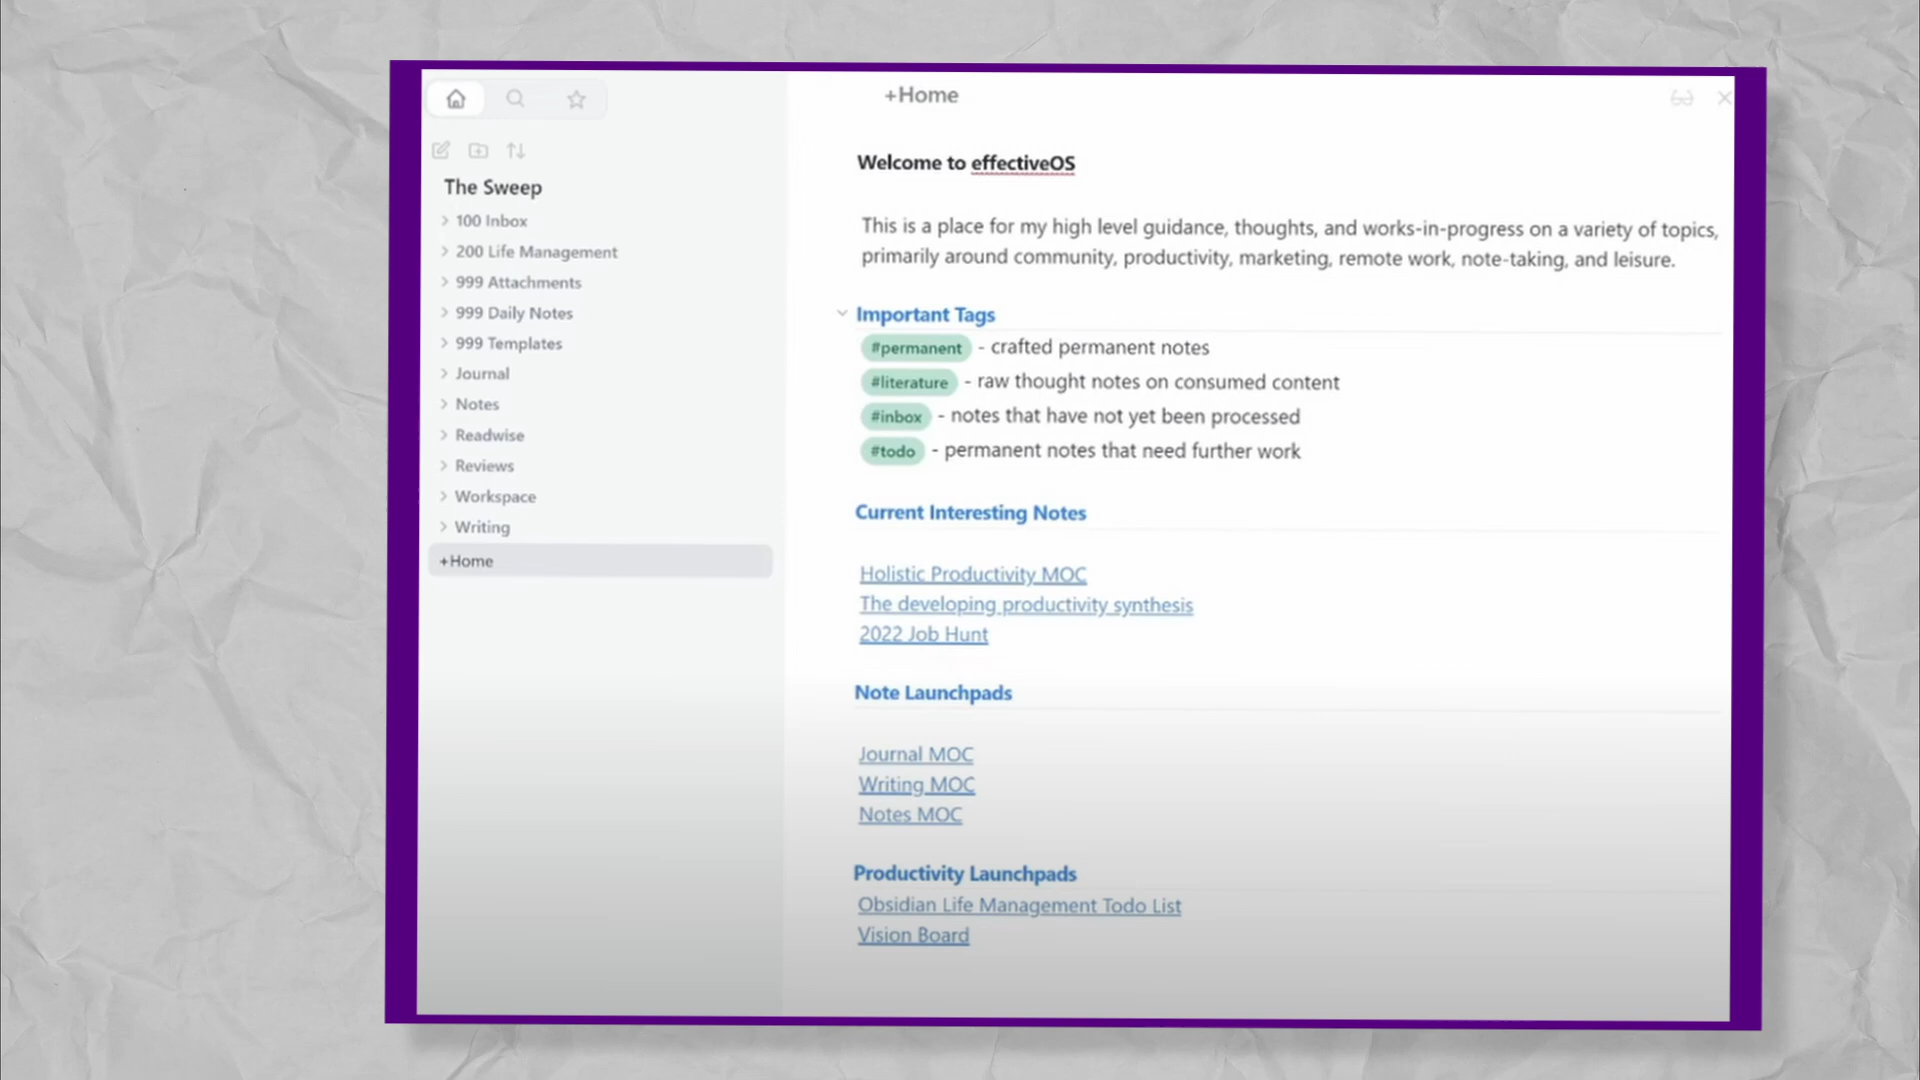 The Sweep
100 Inbox
200 Life Management
999 Attachments
999 Daily Notes
999 Templates
Journal
Notes
Readwise
Reviews
Workspace
Writing
+Home
+Home
Welcome to effectiveOS
This is a place for my high level guidance, thoughts, and works-in-progress on a variety of topics,
primarily around community, productivity, marketing, remote work, note-taking, and leisure.
Important Tags
#permanent - crafted permanent notes
#literature - raw thought notes on consumed content
#inbox - notes that have not yet been processed
#todo - permanent notes that need further work
Current Interesting Notes
Holistic Productivity MOC
The developing productivity synthesis
2022 Job Hunt
Note Launchpads
Journal MOC
Writing MOC
Notes MOC
Productivity Launchpads
Obsidian Life Management Todo List
Vision Board